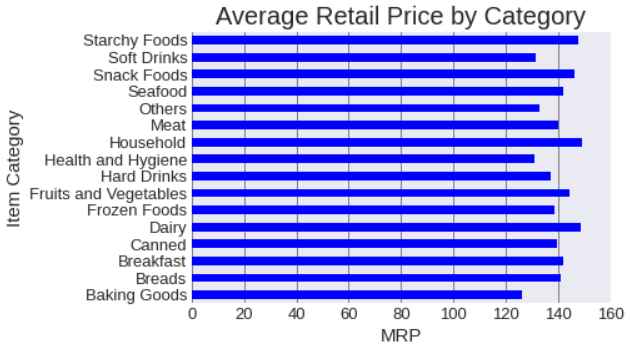 Average Retail Price by Category
Starchy Foods
Soft Drinks
Snack Foods
Seafood
Others
Meat
Household
Health and Hygiene
Hard Drinks
Fruits and Vegetables
Frozen Foods
Dairy
Canned
Breakfast
Breads
Baking Goods
Item Category
0 20 40 60 80 100 120 140 160
MRP